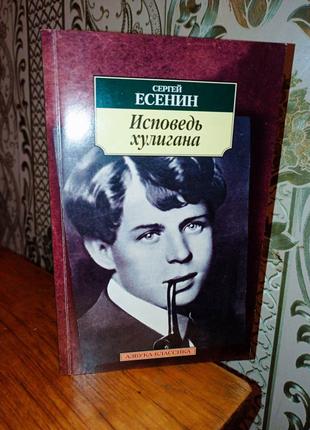 СЕРГЕЙ
ЕСЕНИН
Исповедь
хулигана
АЗБУКА-КЛАССИКА